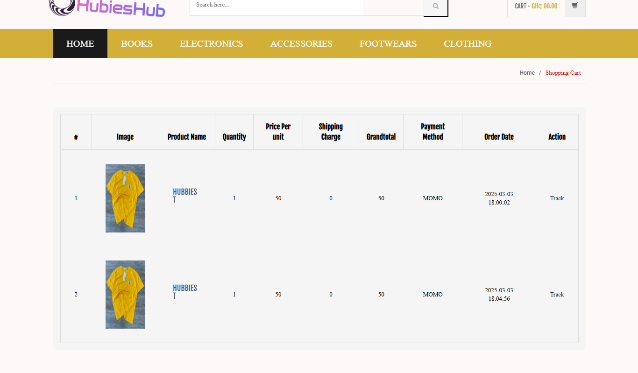 HubiesHub
Search here...
CART - GH₵ 00.00
HOME BOOKS ELECTRONICS ACCESSORIES FOOTWEARS CLOTHING
Home / Shopping Cart
# Image Product Name Quantity Price Per unit Shipping Charge Grandtotal Payment Method Order Date Action
1 HUBBIES T 1 50 0 50 MOMO 2025-03-03 18:00:02 Track
2 HUBBIES T 1 50 0 50 MOMO 2025-03-03 18:04:56 Track